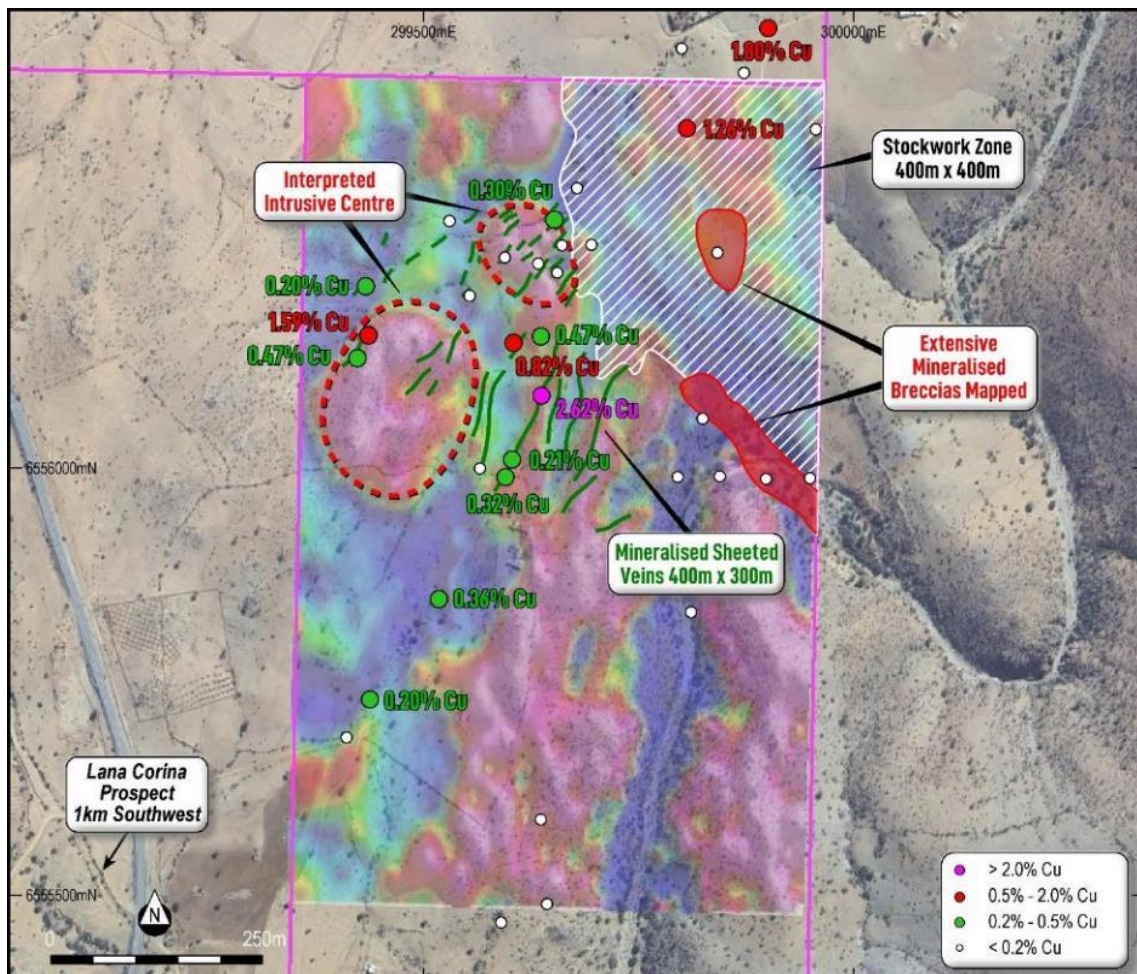 299500mE
300000mE
1.80% Cu
1.26% Cu
Stockwork Zone
400m x 400m
Interpreted
Intrusive Centre
0.30% Cu
0.20% Cu
1.59% Cu
0.47% Cu
0.47% Cu
0.82% Cu
Extensive
Mineralised
Breccias Mapped
2.62% Cu
6556000mN
0.21% Cu
0.32% Cu
Mineralised Sheeted
Veins 400m x 300m
0.36% Cu
0.20% Cu
Lana Corina
Prospect
1km Southwest
6555500mN
N
0
250m
> 2.0% Cu
0.5% - 2.0% Cu
0.2% - 0.5% Cu
< 0.2% Cu